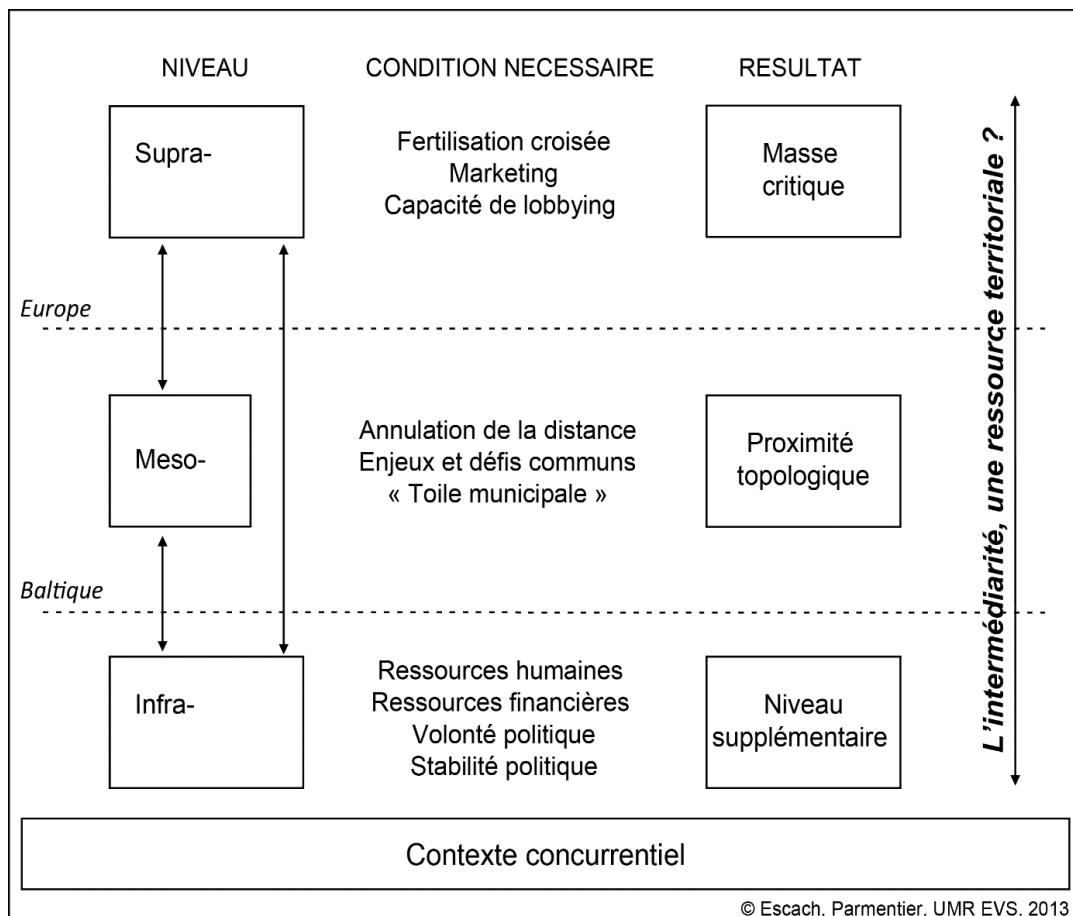 NIVEAU
CONDITION NECESSAIRE
RESULTAT
Supra-
Fertilisation croisée
Marketing
Capacité de lobbying
Masse
critique
Europe
Meso-
Annulation de la distance
Enjeux et défis communs
« Toile municipale »
Proximité
topologique
Baltique
Infra-
Ressources humaines
Ressources financières
Volonté politique
Stabilité politique
Niveau
supplémentaire
L'intermédiarité, une ressource territoriale ?
Contexte concurrentiel
© Escach, Parmentier, UMR EVS, 2013